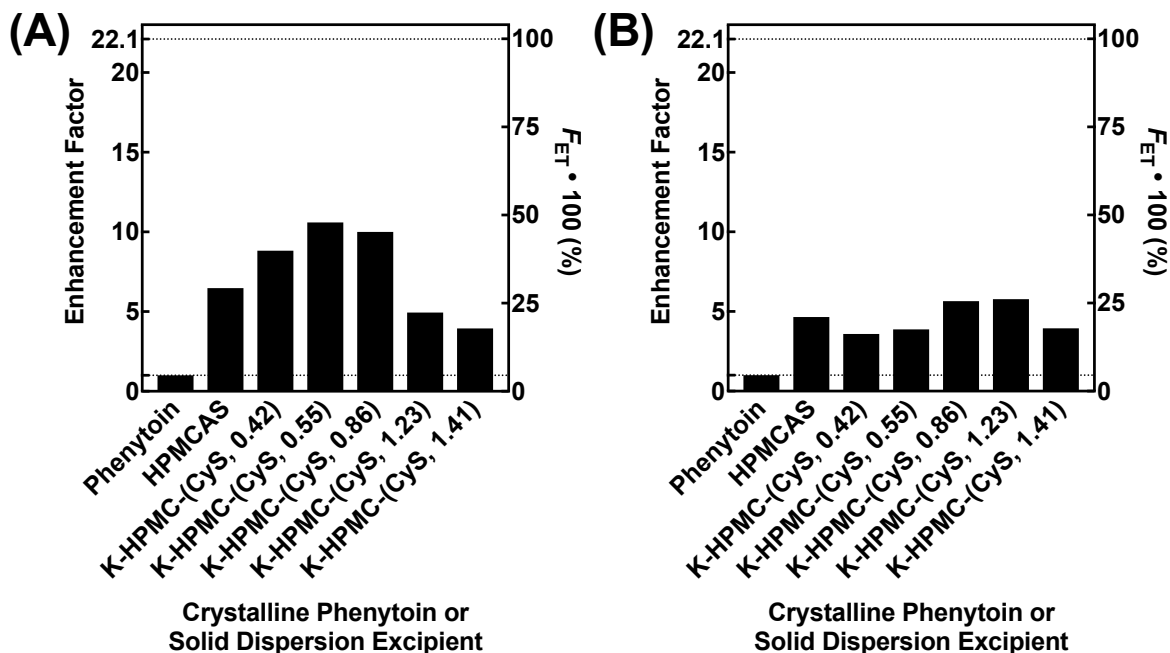 (A)
22.1
20
15
10
5
0
Enhancement Factor
100
75
50
25
0
F_ET • 100 (%)
Phenytoin
HPMCAS
K-HPMC-(CyS, 0.42)
K-HPMC-(CyS, 0.55)
K-HPMC-(CyS, 0.86)
K-HPMC-(CyS, 1.23)
K-HPMC-(CyS, 1.41)
Crystalline Phenytoin or
Solid Dispersion Excipient
(B)
22.1
20
15
10
5
0
Enhancement Factor
100
75
50
25
0
F_ET • 100 (%)
Phenytoin
HPMCAS
K-HPMC-(CyS, 0.42)
K-HPMC-(CyS, 0.55)
K-HPMC-(CyS, 0.86)
K-HPMC-(CyS, 1.23)
K-HPMC-(CyS, 1.41)
Crystalline Phenytoin or
Solid Dispersion Excipient